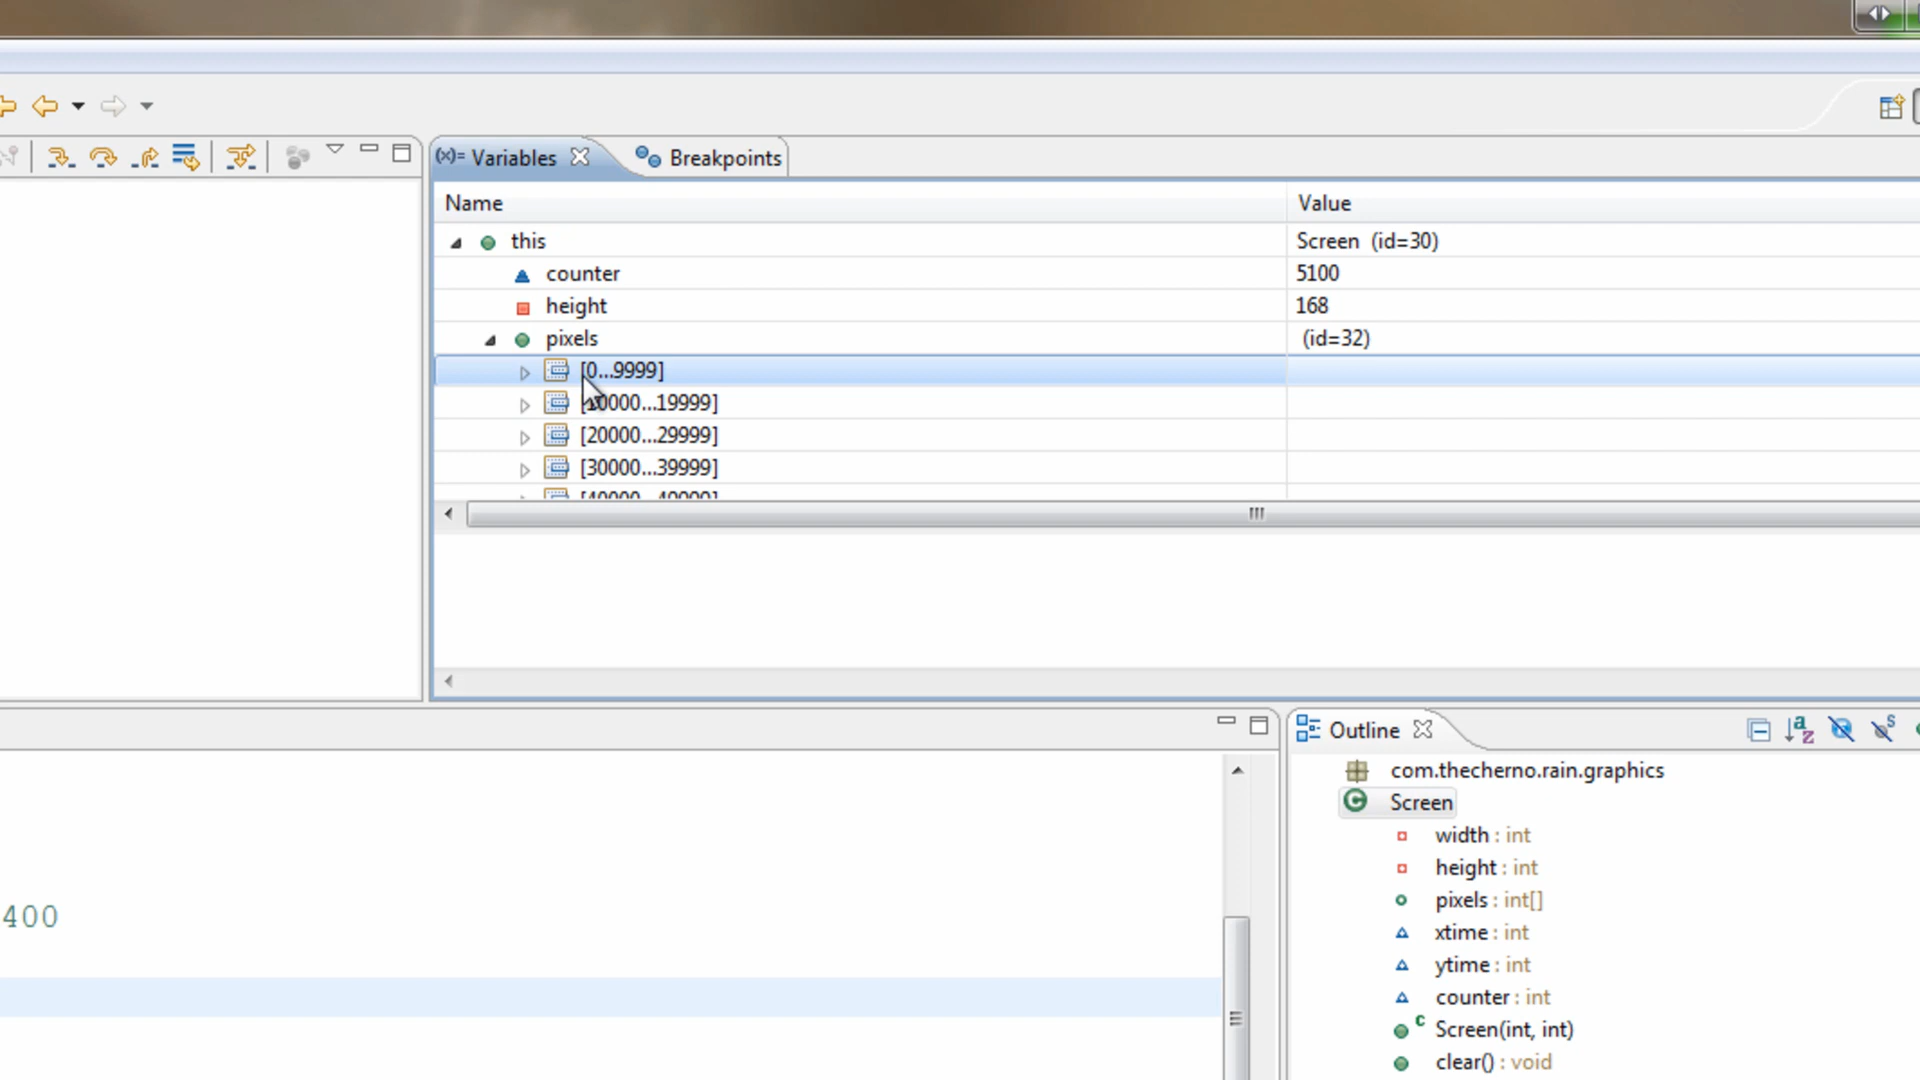 (x)= Variables Breakpoints
Name Value
this Screen (id=30)
counter 5100
height 168
pixels (id=32)
[0...9999]
[10000...19999]
[20000...29999]
[30000...39999]
Outline
com.thecherno.rain.graphics
Screen
width : int
height : int
pixels : int[]
400
xtime : int
ytime : int
counter : int
Screen(int, int)
clear() : void